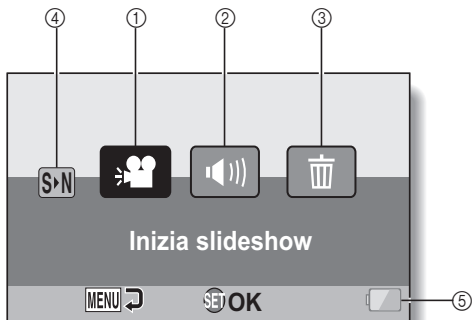 ④ ① ② ③
S▸N
Inizia slideshow
MENU SET OK
⑤